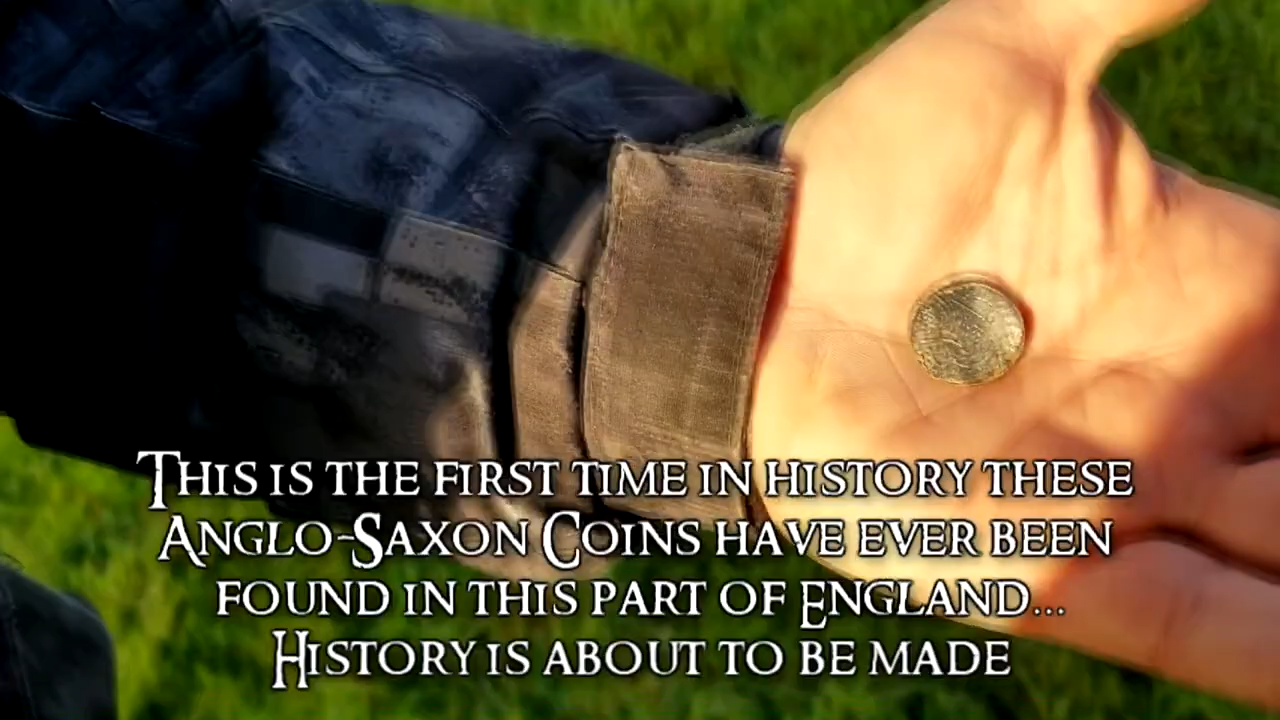 This is the first time in history these
Anglo-Saxon Coins have ever been
found in this part of England...
History is about to be made